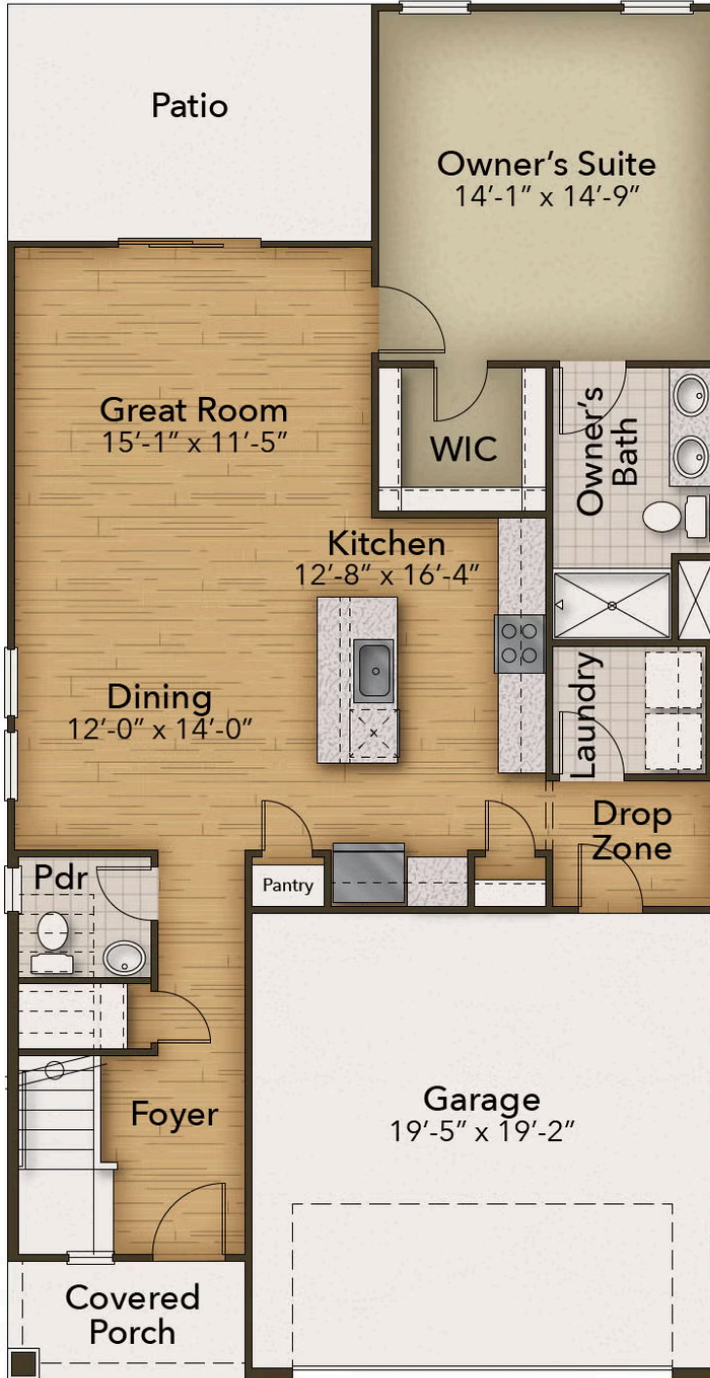 Patio
Owner’s Suite
14’-1” x 14’-9”
Great Room
15’-1” x 11’-5”
WIC
Owner’s
Bath
Kitchen
12’-8” x 16’-4”
Dining
12’-0” x 14’-0”
Laundry
Drop
Zone
Pdr
Pantry
Foyer
Garage
19’-5” x 19’-2”
Covered
Porch